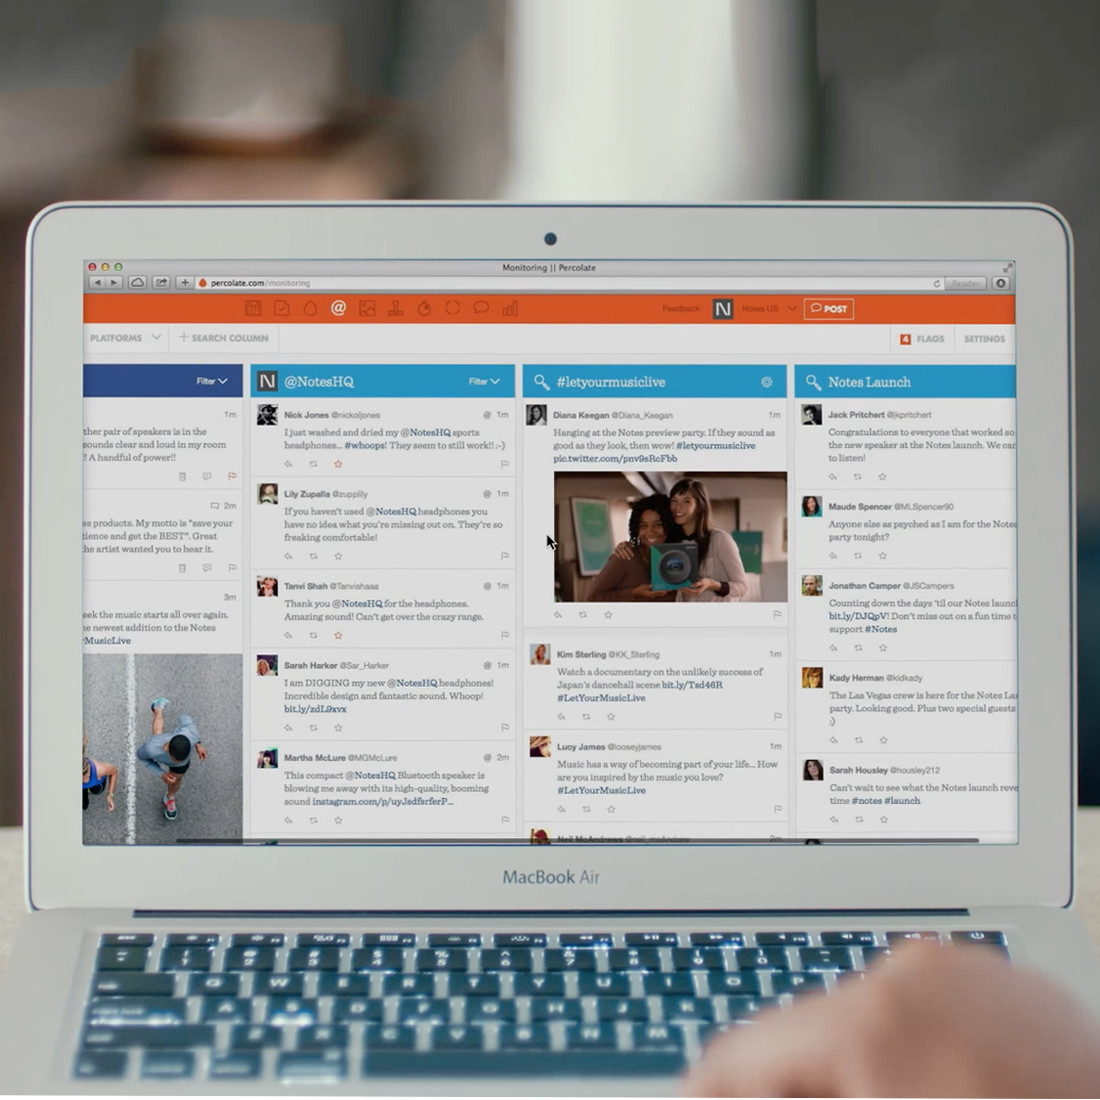 Monitoring || Percolate
percolate.com/monitoring
Reader
@
Feedback
N
Notes US
POST
PLATFORMS
+ SEARCH COLUMN
4 FLAGS
SETTINGS
Filter
1m
ther pair of speakers is in the
sounds clear and loud in my room
!! A handful of power!!
2m
es products. My motto is "save your
tience and get the BEST". Great
the artist wanted you to hear it.
3m
eek the music starts all over again.
e newest addition to the Notes
MusicLive
N @NotesHQ
Filter
Nick Jones @nickoljones
@ 1m
I just washed and dried my @NotesHQ sports
headphones... #whoops! They seem to still work!! :-)
Lily Zupalla @zupplily
@ 1m
If you haven't used @NotesHQ headphones you
have no idea what you're missing out on. They're so
freaking comfortable!
Tanvi Shah @Tanvishaaa
@ 1m
Thank you @NotesHQ for the headphones.
Amazing sound! Can't get over the crazy range.
Sarah Harker @Sar_Harker
@ 1m
I am DIGGING my new @NotesHQ headphones!
Incredible design and fantastic sound. Whoop!
bit.ly/zdL9xvx
Martha McLure @MGMcLure
@ 2m
This compact @NotesHQ Bluetooth speaker is
blowing me away with its high-quality, booming
sound instagram.com/p/uyJsdfsrferP...
#letyourmusiclive
Diana Keegan @Diana_Keegan
1m
Hanging at the Notes preview party. If they sound as
good as they look, then wow! #letyourmusiclive
pic.twitter.com/pnv9sRcFbb
Kim Sterling @KK_Sterling
1m
Watch a documentary on the unlikely success of
Japan's dancehall scene bit.ly/Tsd46R
#LetYourMusicLive
Lucy James @looseyjames
1m
Music has a way of becoming part of your life... How
are you inspired by the music you love?
#LetYourMusicLive
Neil McAndrews @neil_mcAndrew
2m
Notes Launch
Jack Pritchert @jkpritchert
Congratulations to everyone that worked so
the new speaker at the Notes launch. We can
to listen!
Maude Spencer @MLSpencer90
Anyone else as psyched as I am for the Notes
party tonight?
Jonathan Camper @JSCampers
Counting down the days 'til our Notes launch
bit.ly/DJQpV! Don't miss out on a fun time t
support #Notes
Kady Herman @kidkady
The Las Vegas crew is here for the Notes Lau
party. Looking good. Plus two special guests
:)
Sarah Housley @housley212
Can't wait to see what the Notes launch reve
time #notes #launch
MacBook Air